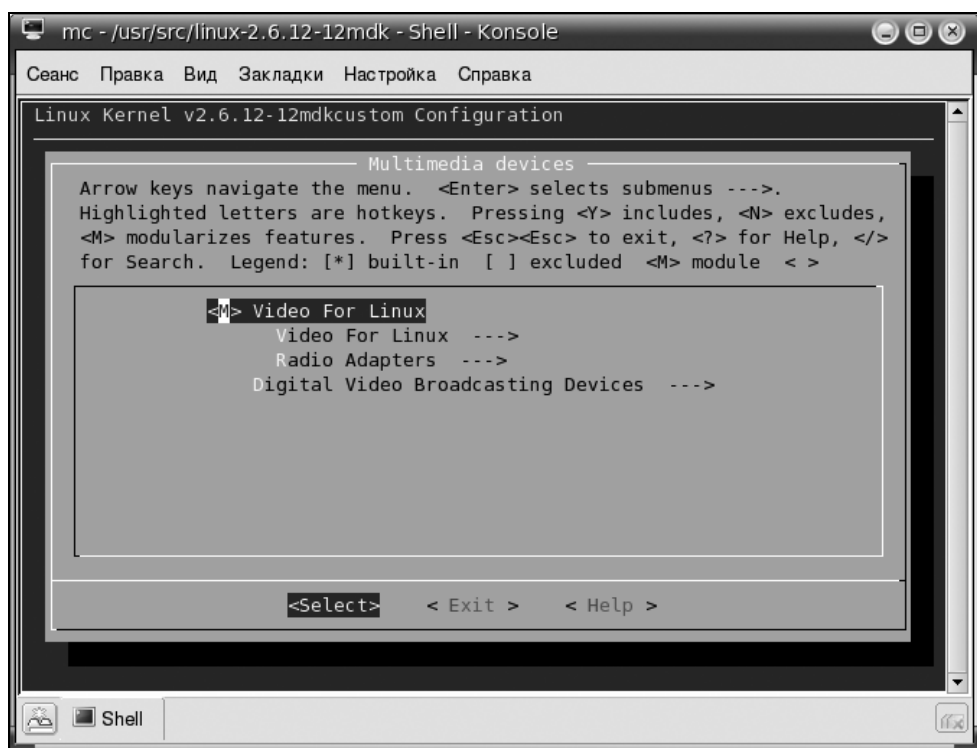 mc - /usr/src/linux-2.6.12-12mdk - Shell - Konsole
Сеанс Правка Вид Закладки Настройка Справка
Linux Kernel v2.6.12-12mdkcustom Configuration
Multimedia devices
Arrow keys navigate the menu. <Enter> selects submenus --->.
Highlighted letters are hotkeys. Pressing <Y> includes, <N> excludes,
<M> modularizes features. Press <Esc><Esc> to exit, <?> for Help, </>
for Search. Legend: [*] built-in [ ] excluded <M> module < >
<M> Video For Linux
Video For Linux --->
Radio Adapters --->
Digital Video Broadcasting Devices --->
<Select> < Exit > < Help >
Shell